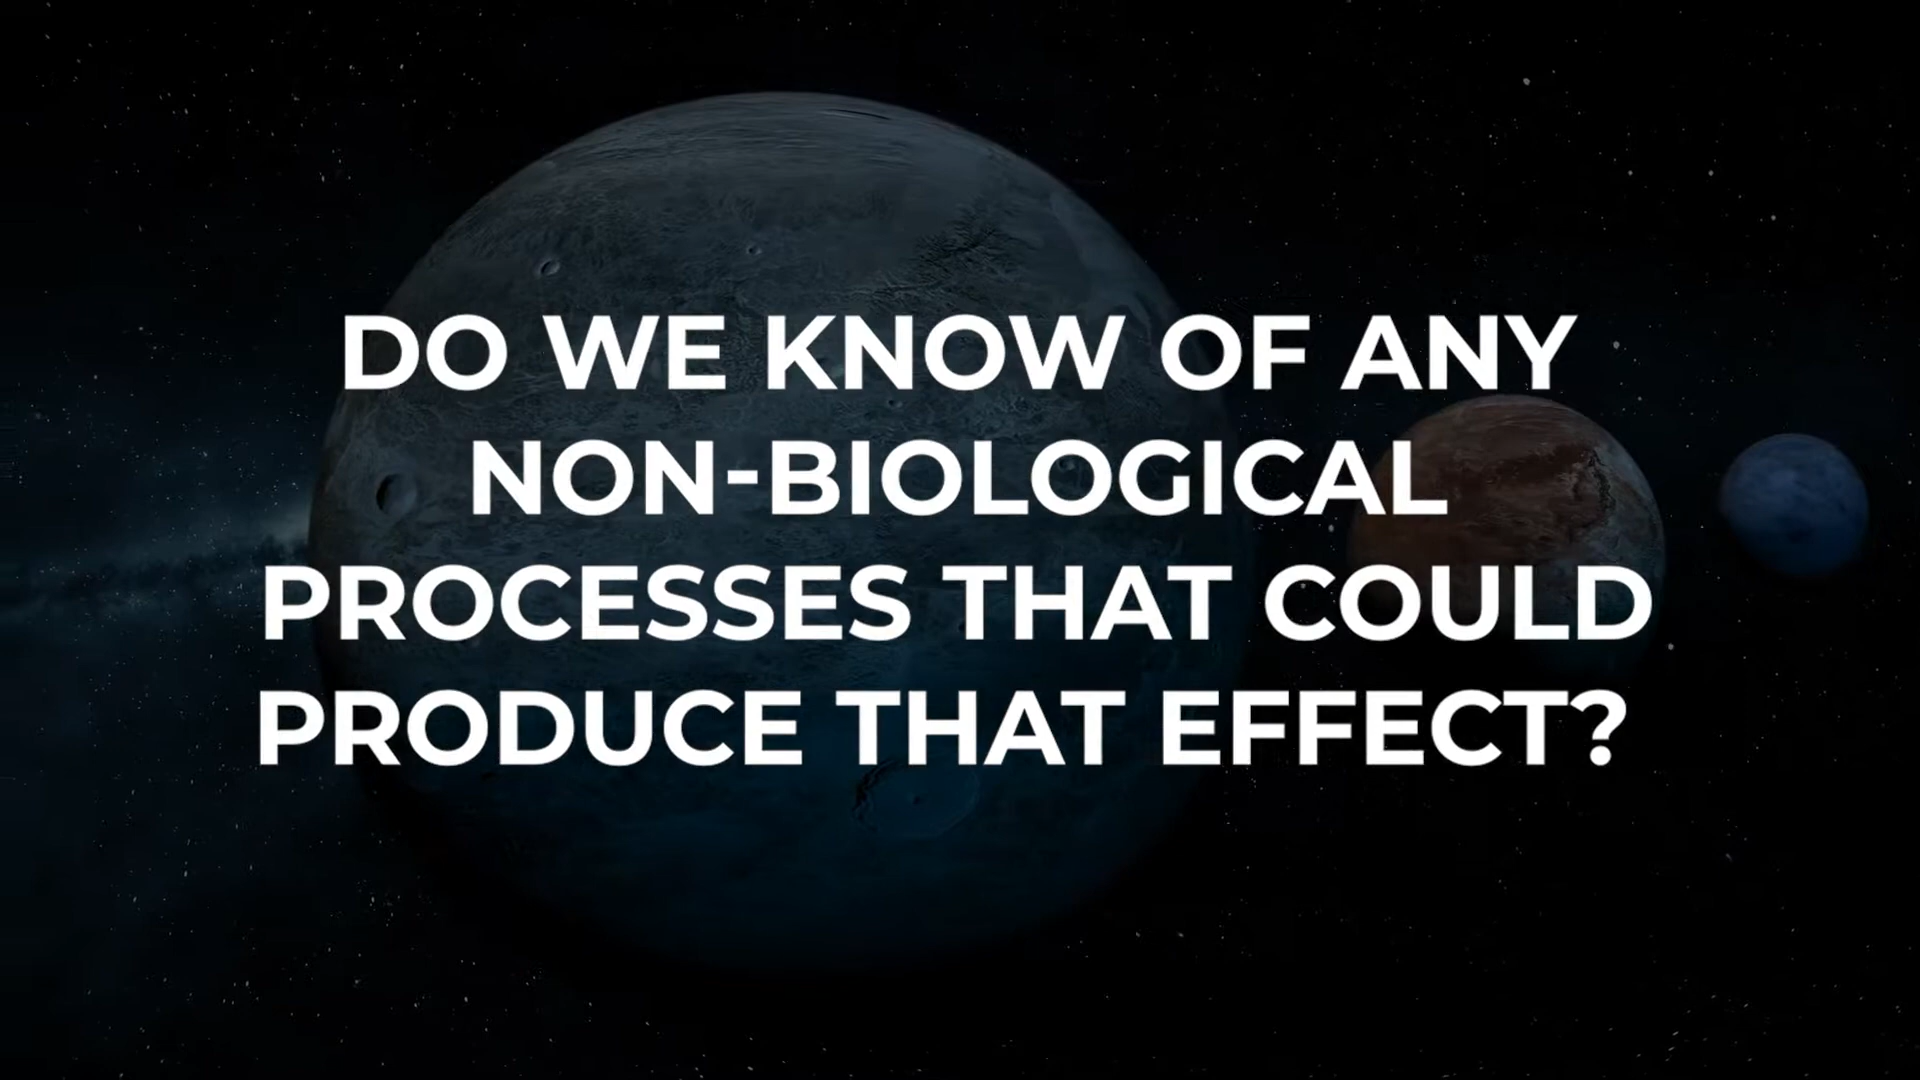 DO WE KNOW OF ANY
NON-BIOLOGICAL
PROCESSES THAT COULD
PRODUCE THAT EFFECT?